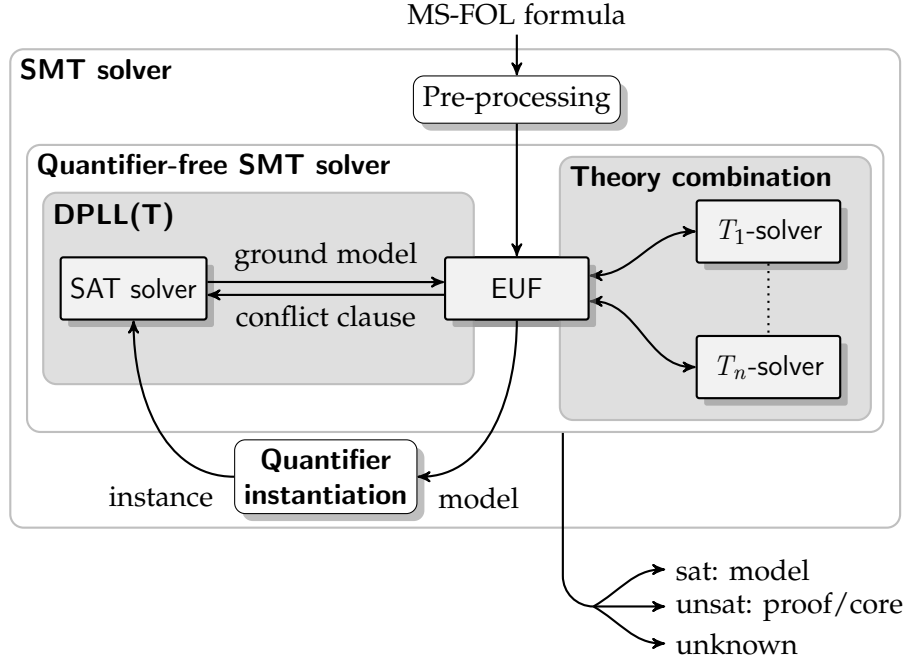 MS-FOL formula
SMT solver
Pre-processing
Quantifier-free SMT solver
Theory combination
DPLL(T)
T₁-solver
ground model
SAT solver
EUF
conflict clause
Tₙ-solver
Quantifier
instantiation
instance
model
sat: model
unsat: proof/core
unknown